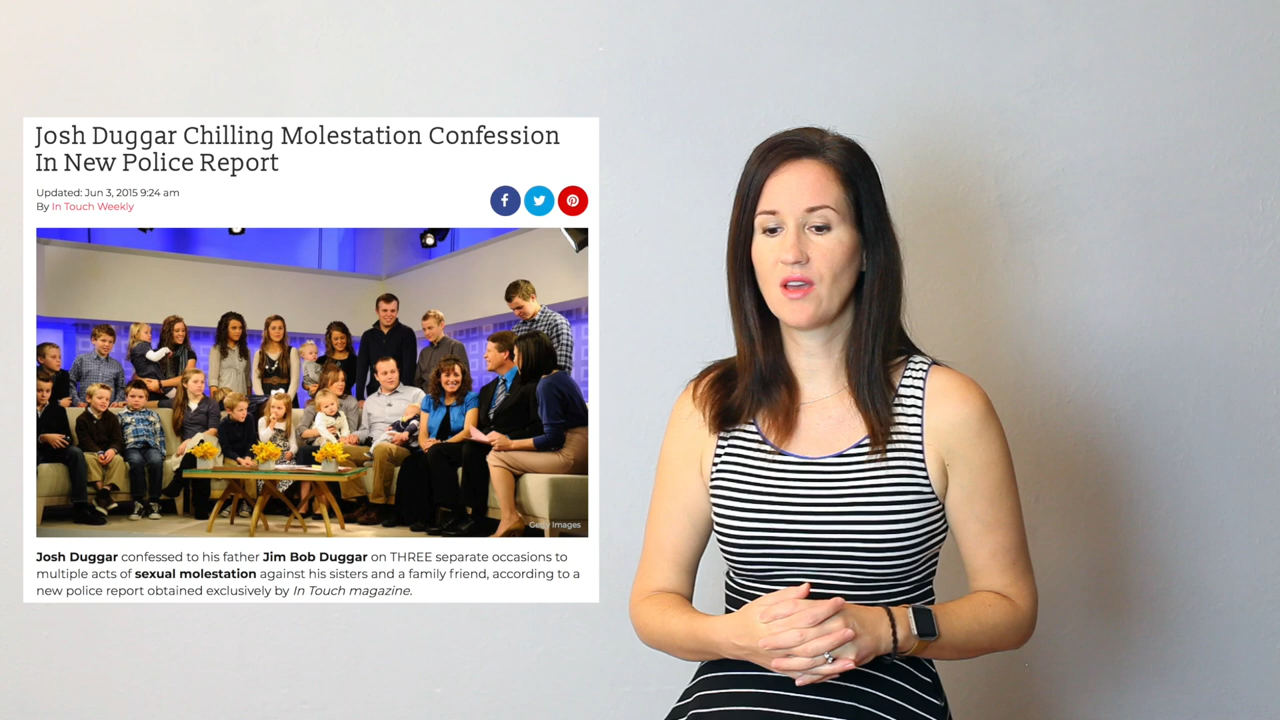 Josh Duggar Chilling Molestation Confession
In New Police Report
Updated: Jun 3, 2015 9:24 am
By In Touch Weekly
Getty Images
Josh Duggar confessed to his father Jim Bob Duggar on THREE separate occasions to
multiple acts of sexual molestation against his sisters and a family friend, according to a
new police report obtained exclusively by In Touch magazine.